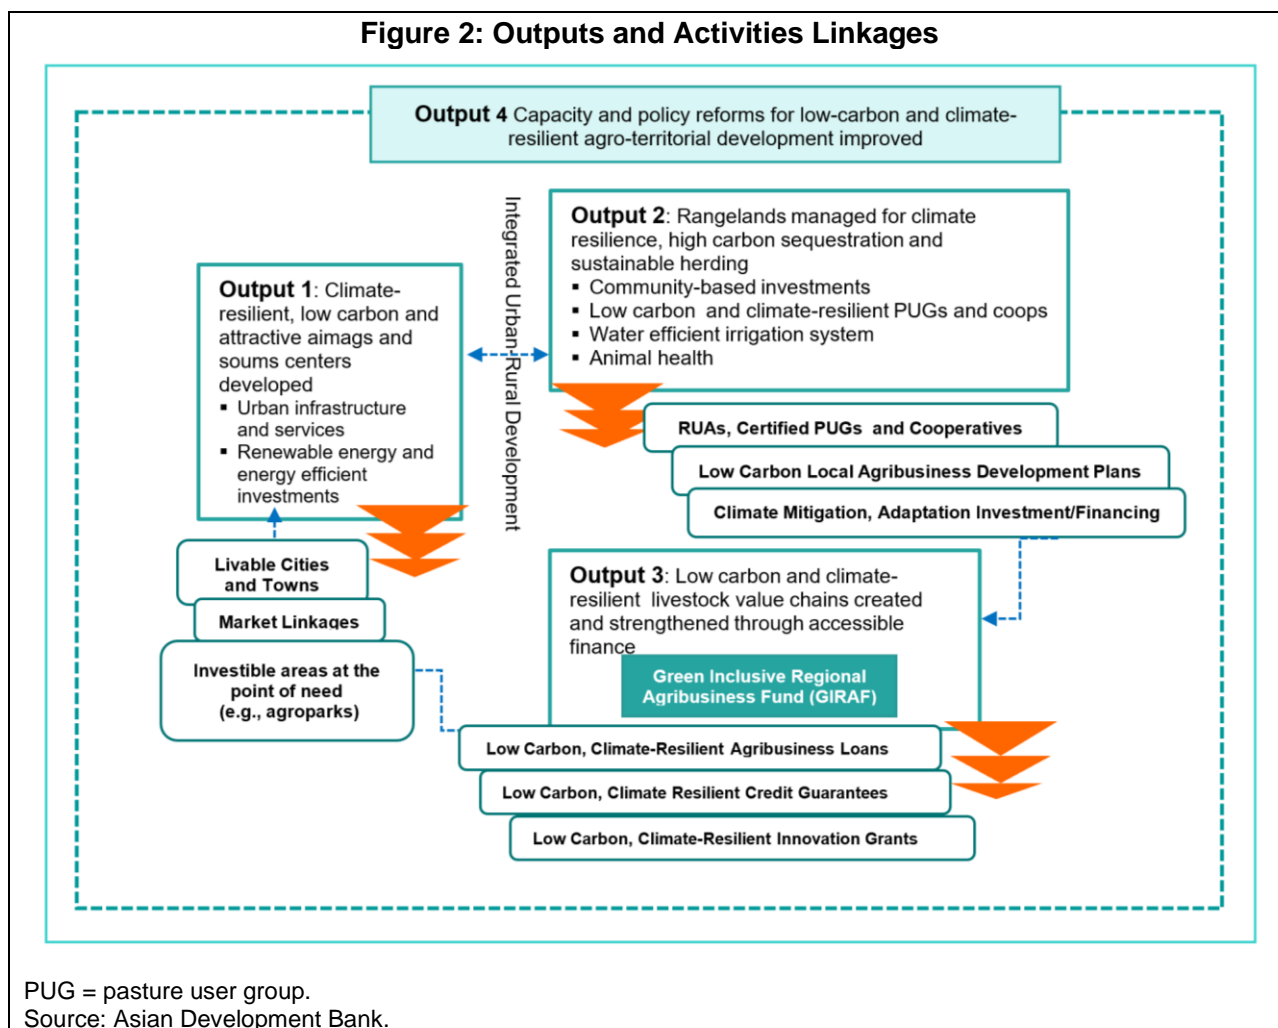 Figure 2: Outputs and Activities Linkages
Output 4 Capacity and policy reforms for low-carbon and climate-
resilient agro-territorial development improved
Integrated Urban-Rural Development
Output 1: Climate-
resilient, low carbon and
attractive aimags and
soums centers
developed
▪ Urban infrastructure
and services
▪ Renewable energy and
energy efficient
investments
Livable Cities
and Towns
Market Linkages
Investible areas at the
point of need
(e.g., agroparks)
Output 2: Rangelands managed for climate
resilience, high carbon sequestration and
sustainable herding
▪ Community-based investments
▪ Low carbon and climate-resilient PUGs and coops
▪ Water efficient irrigation system
▪ Animal health
RUAs, Certified PUGs and Cooperatives
Low Carbon Local Agribusiness Development Plans
Climate Mitigation, Adaptation Investment/Financing
Output 3: Low carbon and climate-
resilient livestock value chains created
and strengthened through accessible
finance
Green Inclusive Regional
Agribusiness Fund (GIRAF)
Low Carbon, Climate-Resilient Agribusiness Loans
Low Carbon, Climate Resilient Credit Guarantees
Low Carbon, Climate-Resilient Innovation Grants
PUG = pasture user group.
Source: Asian Development Bank.